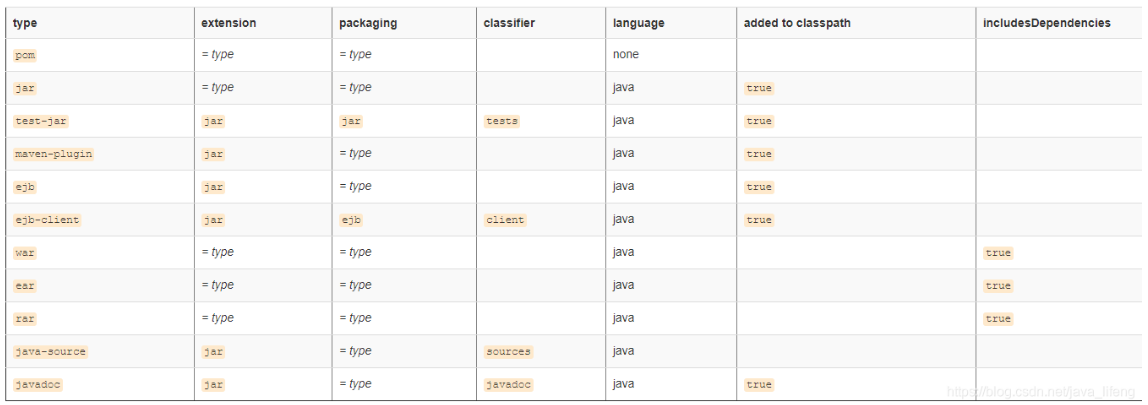 type extension packaging classifier language added to classpath includesDependencies
pom = type = type none
jar = type = type java true
test-jar jar jar tests java true
maven-plugin jar = type java true
ejb jar = type java true
ejb-client jar ejb client java true
war = type = type java true
ear = type = type java true
rar = type = type java true
java-source jar = type sources java
javadoc jar = type javadoc java true
https://blog.csdn.net/java_lifeng